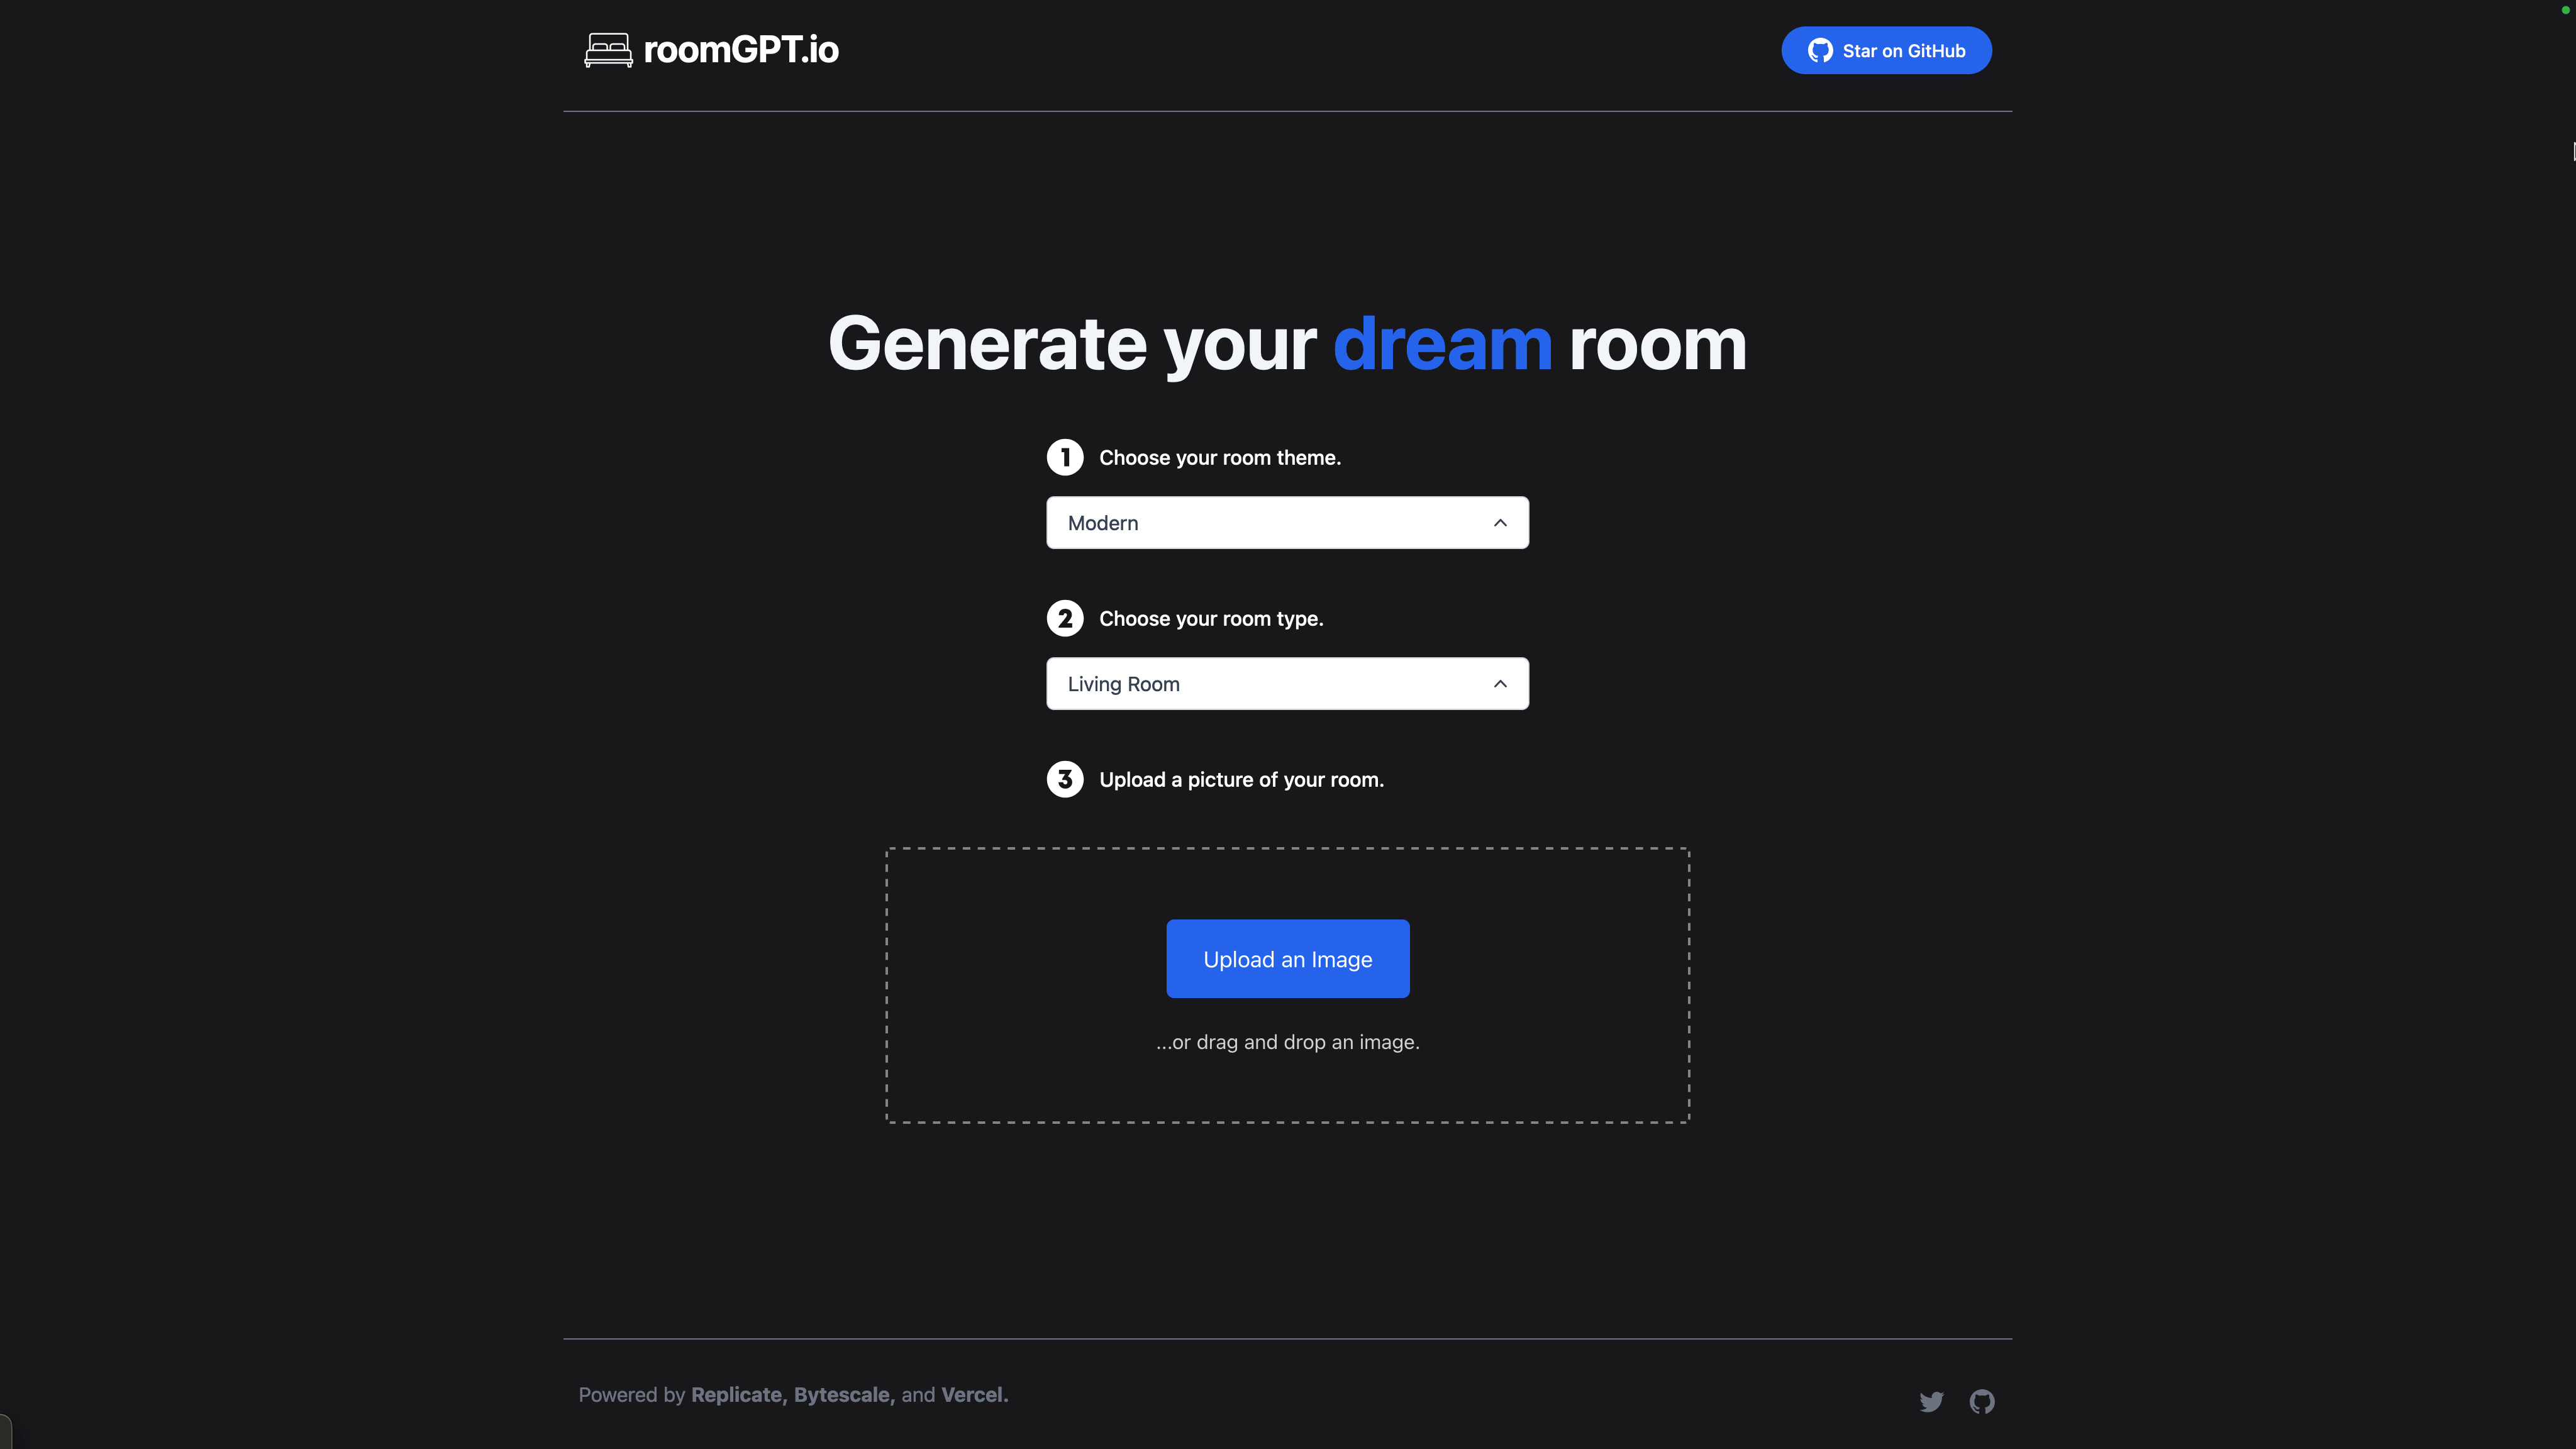 roomGPT.io
Star on GitHub
Generate your dream room
1 Choose your room theme.
Modern
2 Choose your room type.
Living Room
3 Upload a picture of your room.
Upload an Image
...or drag and drop an image.
Powered by Replicate, Bytescale, and Vercel.